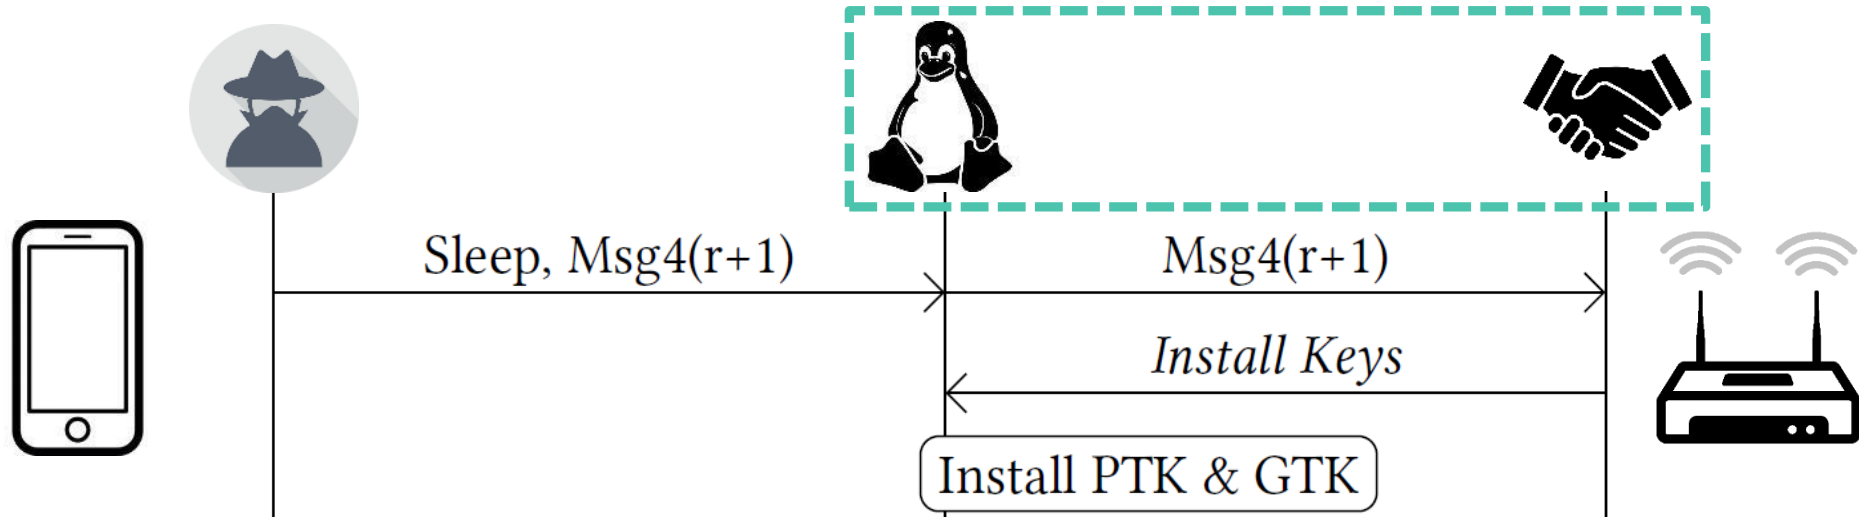 Sleep, Msg4(r+1)
Msg4(r+1)
Install Keys
Install PTK & GTK